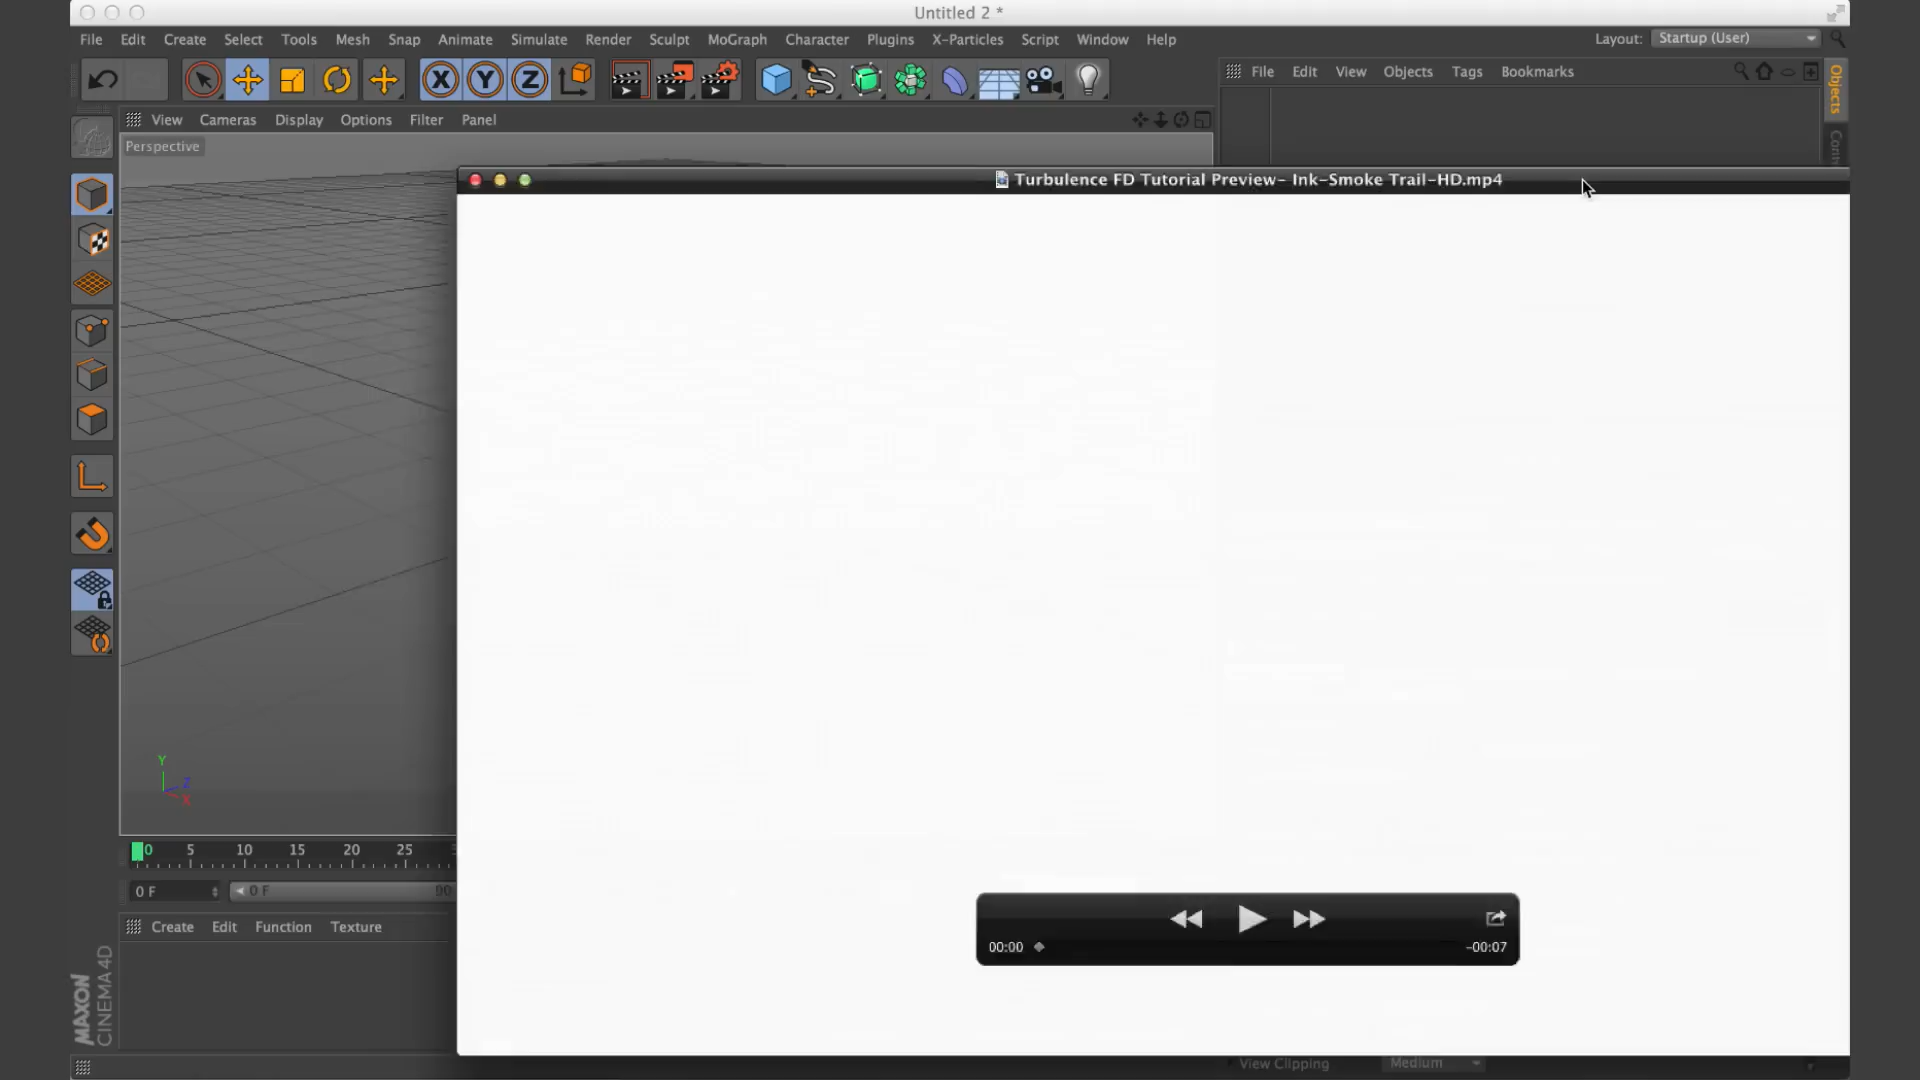 Untitled 2 *
File Edit Create Select Tools Mesh Snap Animate Simulate Render Sculpt MoGraph Character Plugins X-Particles Script Window Help
Layout: Startup (User)
X Y Z
File Edit View Objects Tags Bookmarks
Objects
View Cameras Display Options Filter Panel
Perspective
Turbulence FD Tutorial Preview- Ink-Smoke Trail-HD.mp4
Y
Z
X
0 5 10 15 20 25
0 F 0 F 90
Create Edit Function Texture
00:00 -00:07
MAXON
CINEMA 4D
View Clipping Medium